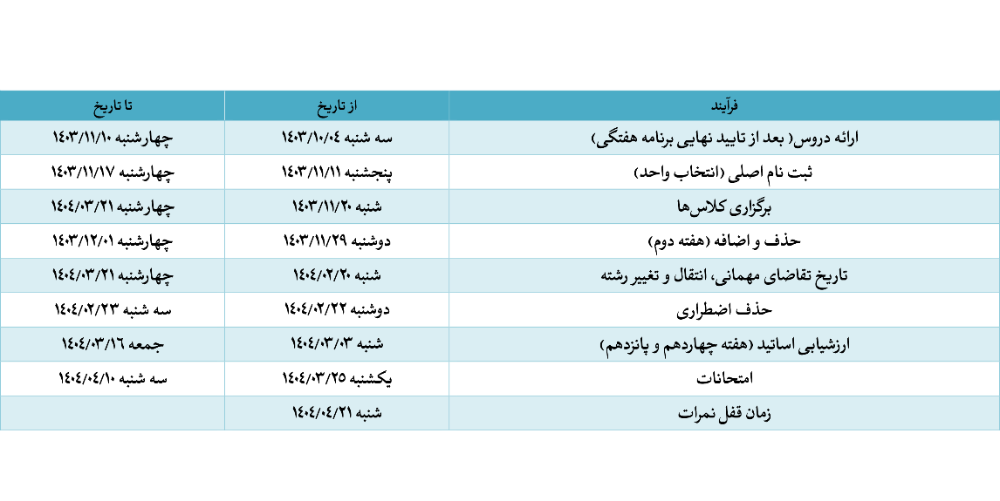 فرآیند از تاریخ تا تاریخ
ارائه دروس( بعد از تایید نهایی برنامه هفتگی) سه شنبه ۱۴۰۳/۱۰/۰۴ چهارشنبه ۱۴۰۳/۱۱/۱۰
ثبت نام اصلی (انتخاب واحد) پنجشنبه ۱۴۰۳/۱۱/۱۱ چهارشنبه ۱۴۰۳/۱۱/۱۷
برگزاری کلاس‌ها شنبه ۱۴۰۳/۱۱/۲۰ چهارشنبه ۱۴۰۴/۰۳/۲۱
حذف و اضافه (هفته دوم) دوشنبه ۱۴۰۳/۱۱/۲۹ چهارشنبه ۱۴۰۳/۱۲/۰۱
تاریخ تقاضای مهمانی، انتقال و تغییر رشته شنبه ۱۴۰۴/۰۲/۲۰ چهارشنبه ۱۴۰۴/۰۳/۲۱
حذف اضطراری دوشنبه ۱۴۰۴/۰۲/۲۲ سه شنبه ۱۴۰۴/۰۲/۲۳
ارزشیابی اساتید (هفته چهاردهم و پانزدهم) شنبه ۱۴۰۴/۰۳/۰۳ جمعه ۱۴۰۴/۰۳/۱۶
امتحانات یکشنبه ۱۴۰۴/۰۳/۲۵ سه شنبه ۱۴۰۴/۰۴/۱۰
زمان قفل نمرات شنبه ۱۴۰۴/۰۴/۲۱